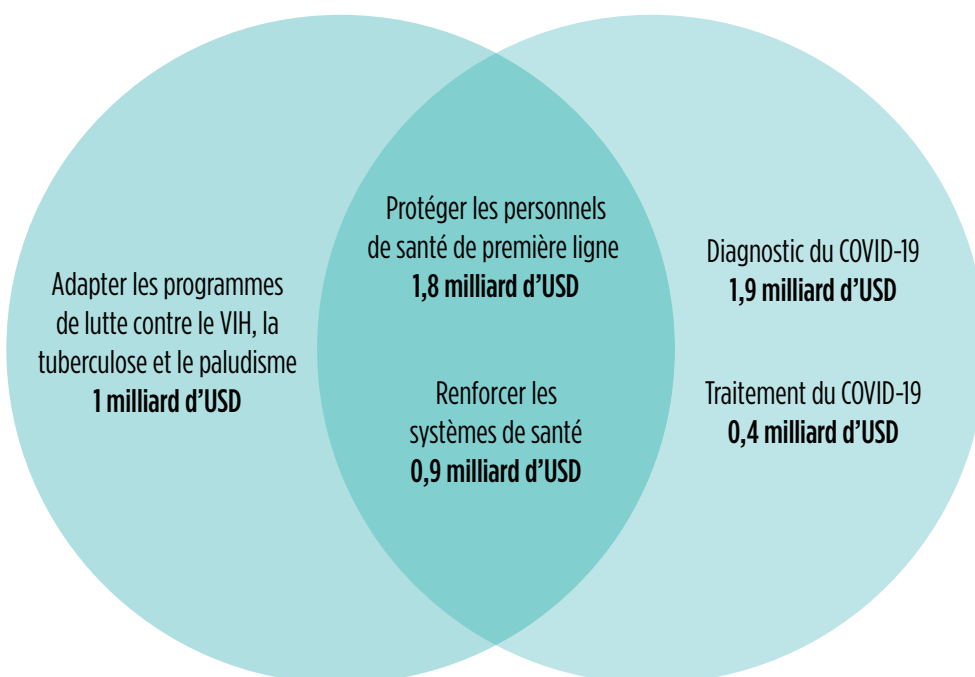 Adapter les programmes
de lutte contre le VIH, la
tuberculose et le paludisme
1 milliard d’USD
Protéger les personnels
de santé de première ligne
1,8 milliard d’USD
Renforcer les
systèmes de santé
0,9 milliard d’USD
Diagnostic du COVID-19
1,9 milliard d’USD
Traitement du COVID-19
0,4 milliard d’USD